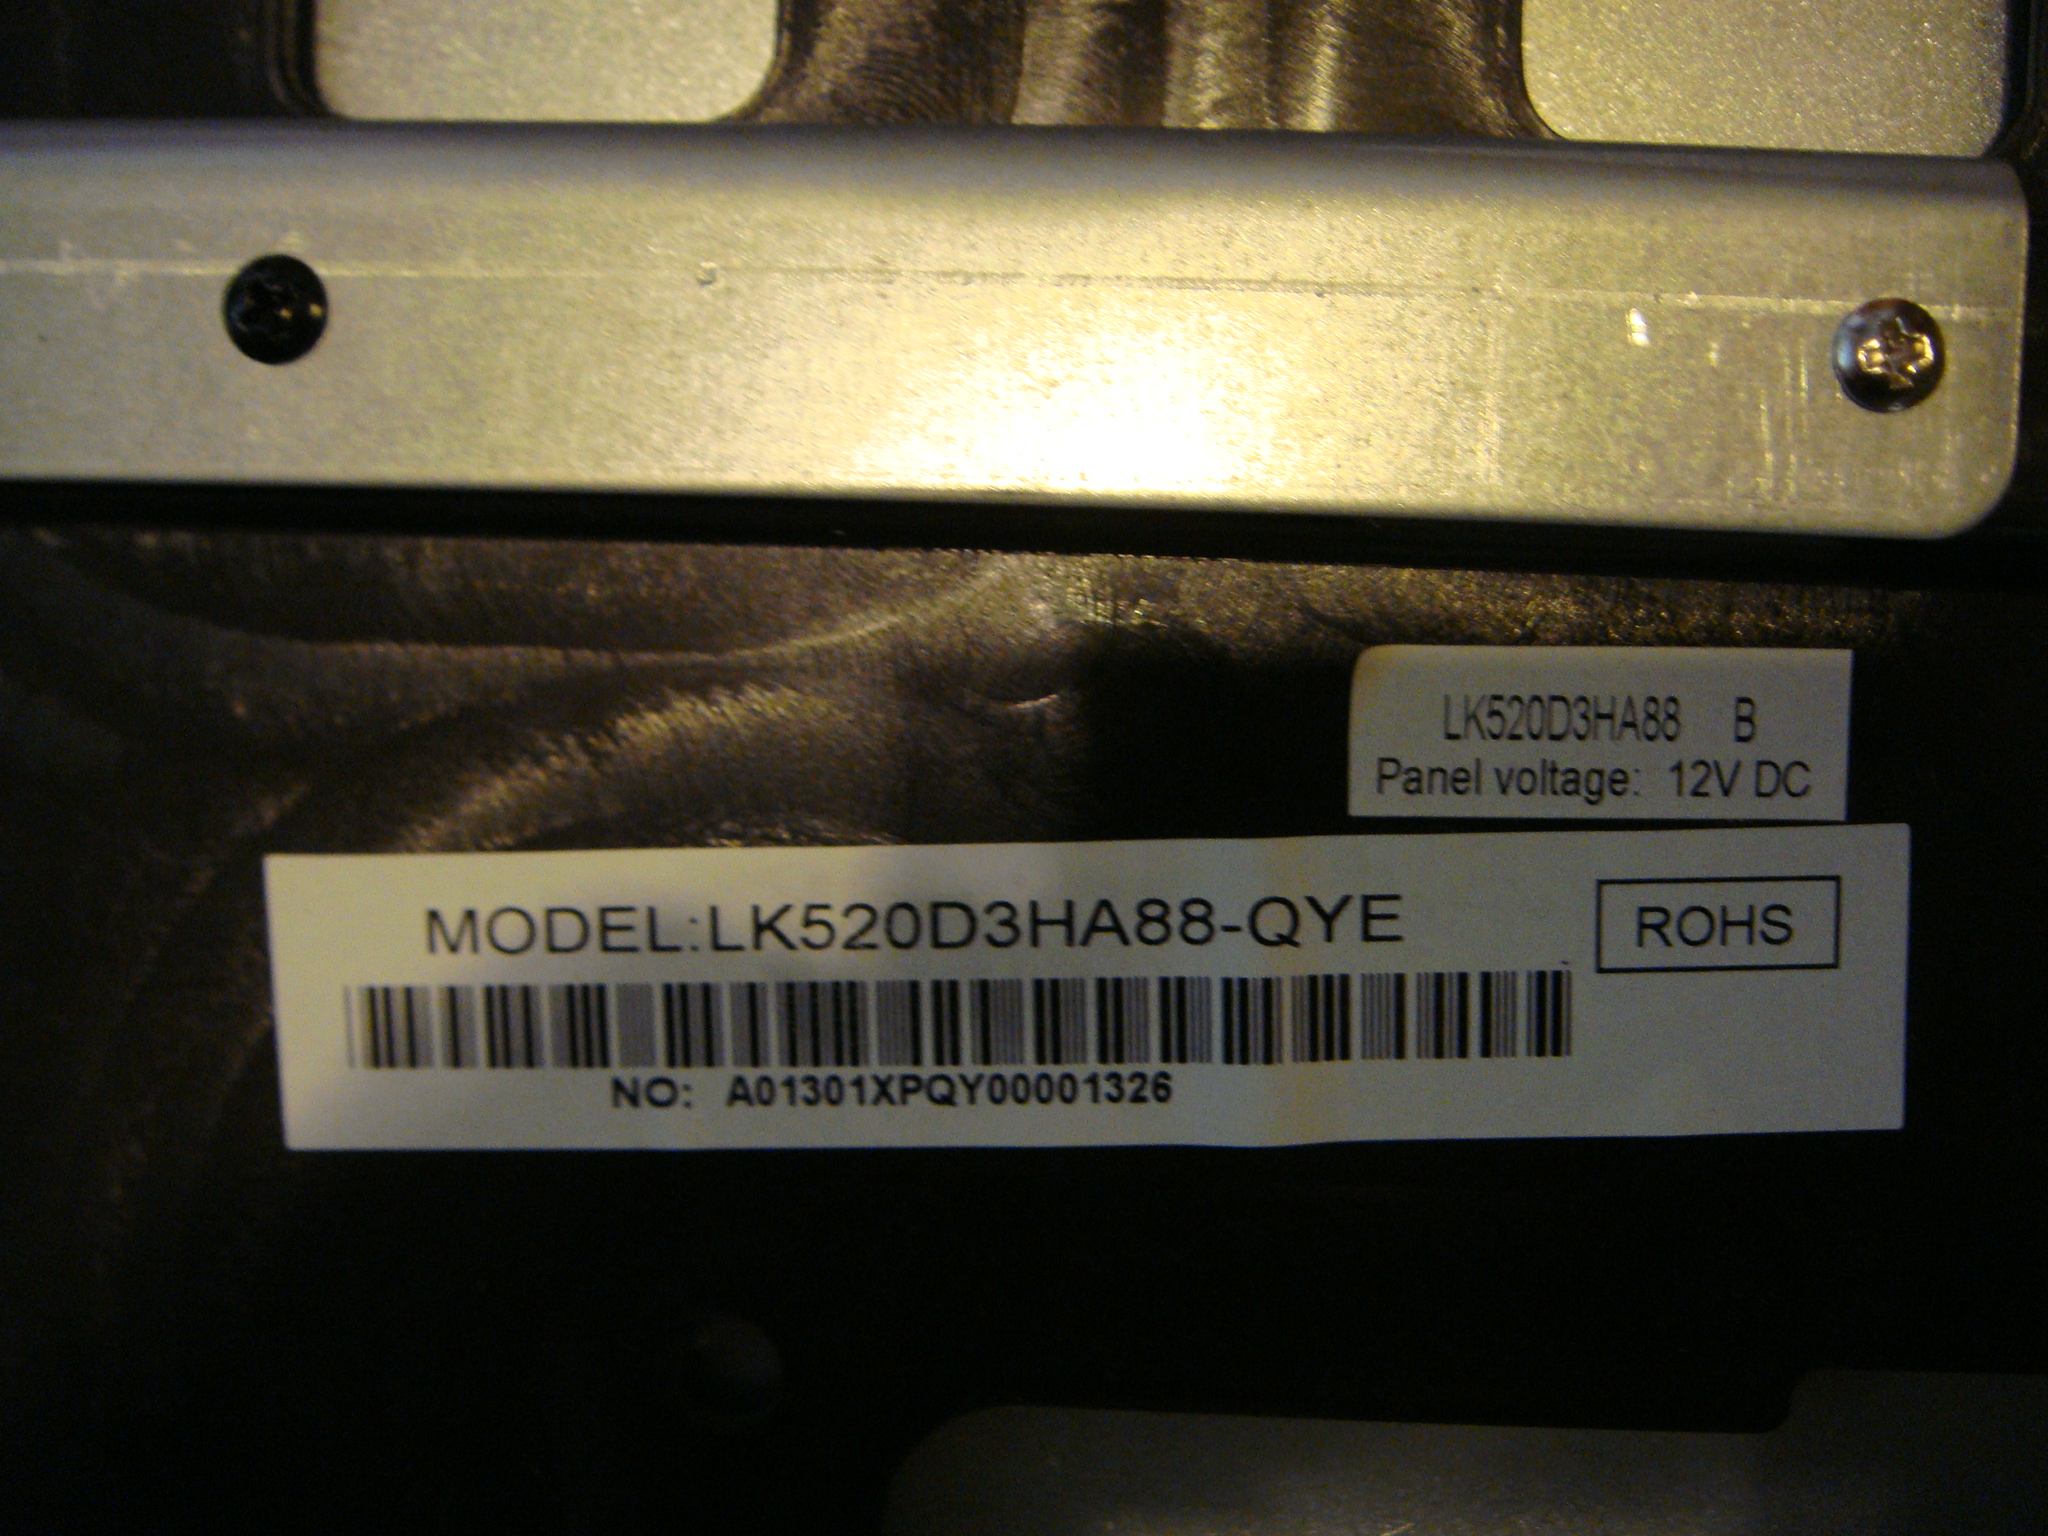 LK520D3HA88 B
Panel voltage: 12V DC
MODEL:LK520D3HA88-QYE
ROHS
NO: A01301XPQY00001326